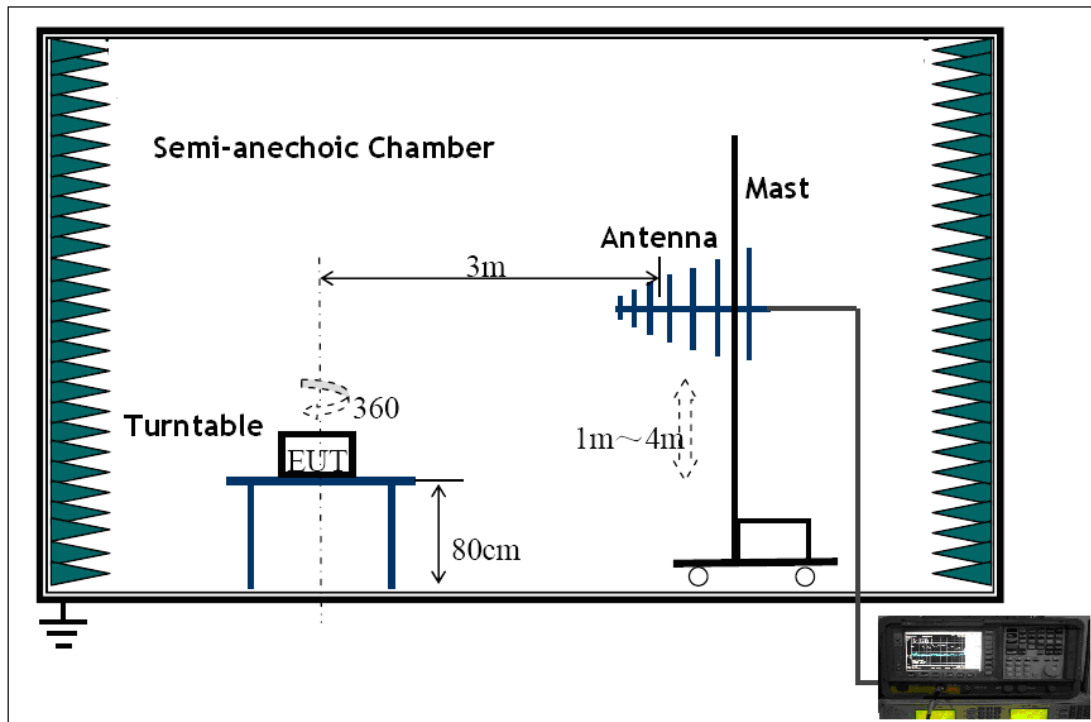 Semi-anechoic Chamber
Mast
Antenna
3m
360
Turntable
EUT
1m～4m
80cm